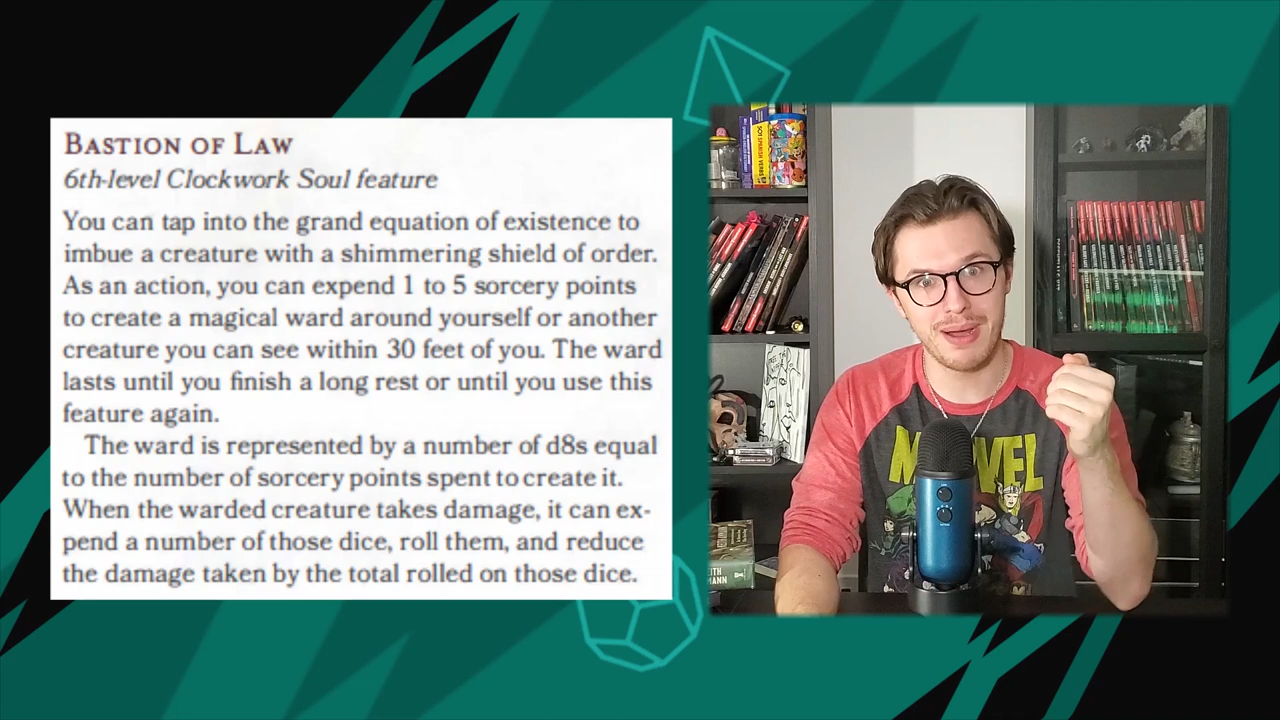 BASTION OF LAW
6th-level Clockwork Soul feature
You can tap into the grand equation of existence to
imbue a creature with a shimmering shield of order.
As an action, you can expend 1 to 5 sorcery points
to create a magical ward around yourself or another
creature you can see within 30 feet of you. The ward
lasts until you finish a long rest or until you use this
feature again.
The ward is represented by a number of d8s equal
to the number of sorcery points spent to create it.
When the warded creature takes damage, it can ex-
pend a number of those dice, roll them, and reduce
the damage taken by the total rolled on those dice.
501 SPANISH VERBS
MARVEL